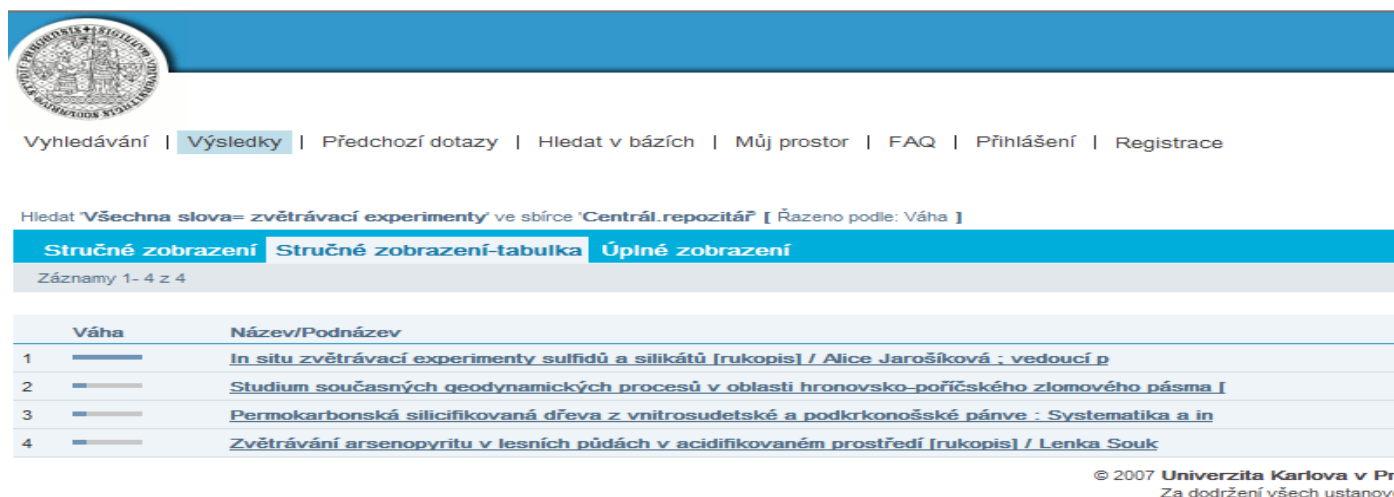 Vyhledávání | Výsledky | Předchozí dotazy | Hledat v bázích | Můj prostor | FAQ | Přihlášení | Registrace
Hledat 'Všechna slova= zvětrávací experimenty' ve sbírce 'Centrál.repozitář' [ Řazeno podle: Váha ]
Stručné zobrazení Stručné zobrazení-tabulka Úplné zobrazení
Záznamy 1- 4 z 4
Váha Název/Podnázev
1 In situ zvětrávací experimenty sulfidů a silikátů [rukopis] / Alice Jarošíková ; vedoucí p
2 Studium současných geodynamických procesů v oblasti hronovsko-poříčského zlomového pásma [
3 Permokarbonská silicifikovaná dřeva z vnitrosudetské a podkrkonošské pánve : Systematika a in
4 Zvětrávání arsenopyritu v lesních půdách v acidifikovaném prostředí [rukopis] / Lenka Souk
© 2007 Univerzita Karlova v Pr
Za dodržení všech ustanov